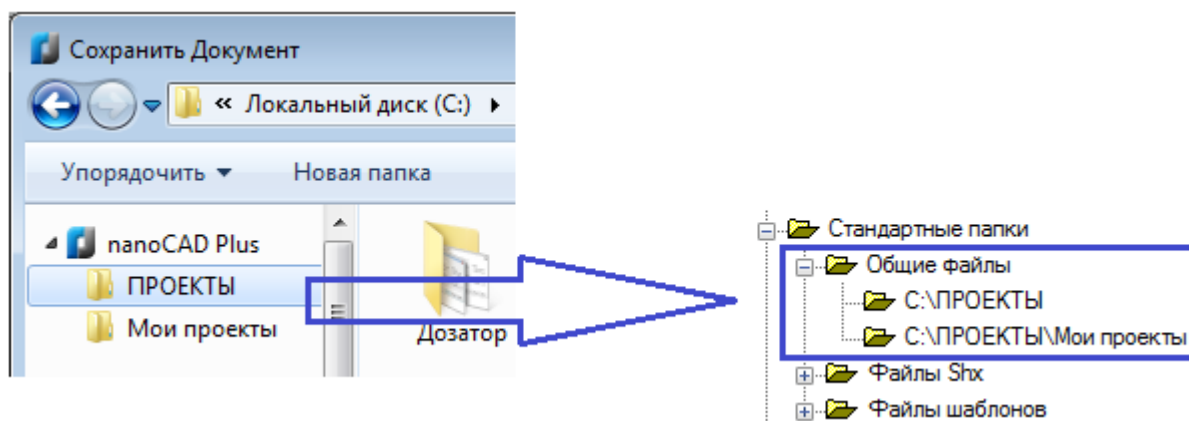 Сохранить Документ
« Локальный диск (C:)
Упорядочить Новая папка
nanoCAD Plus
ПРОЕКТЫ
Мои проекты
Дозатор
Стандартные папки
Общие файлы
C:\ПРОЕКТЫ
C:\ПРОЕКТЫ\Мои проекты
Файлы Shx
Файлы шаблонов